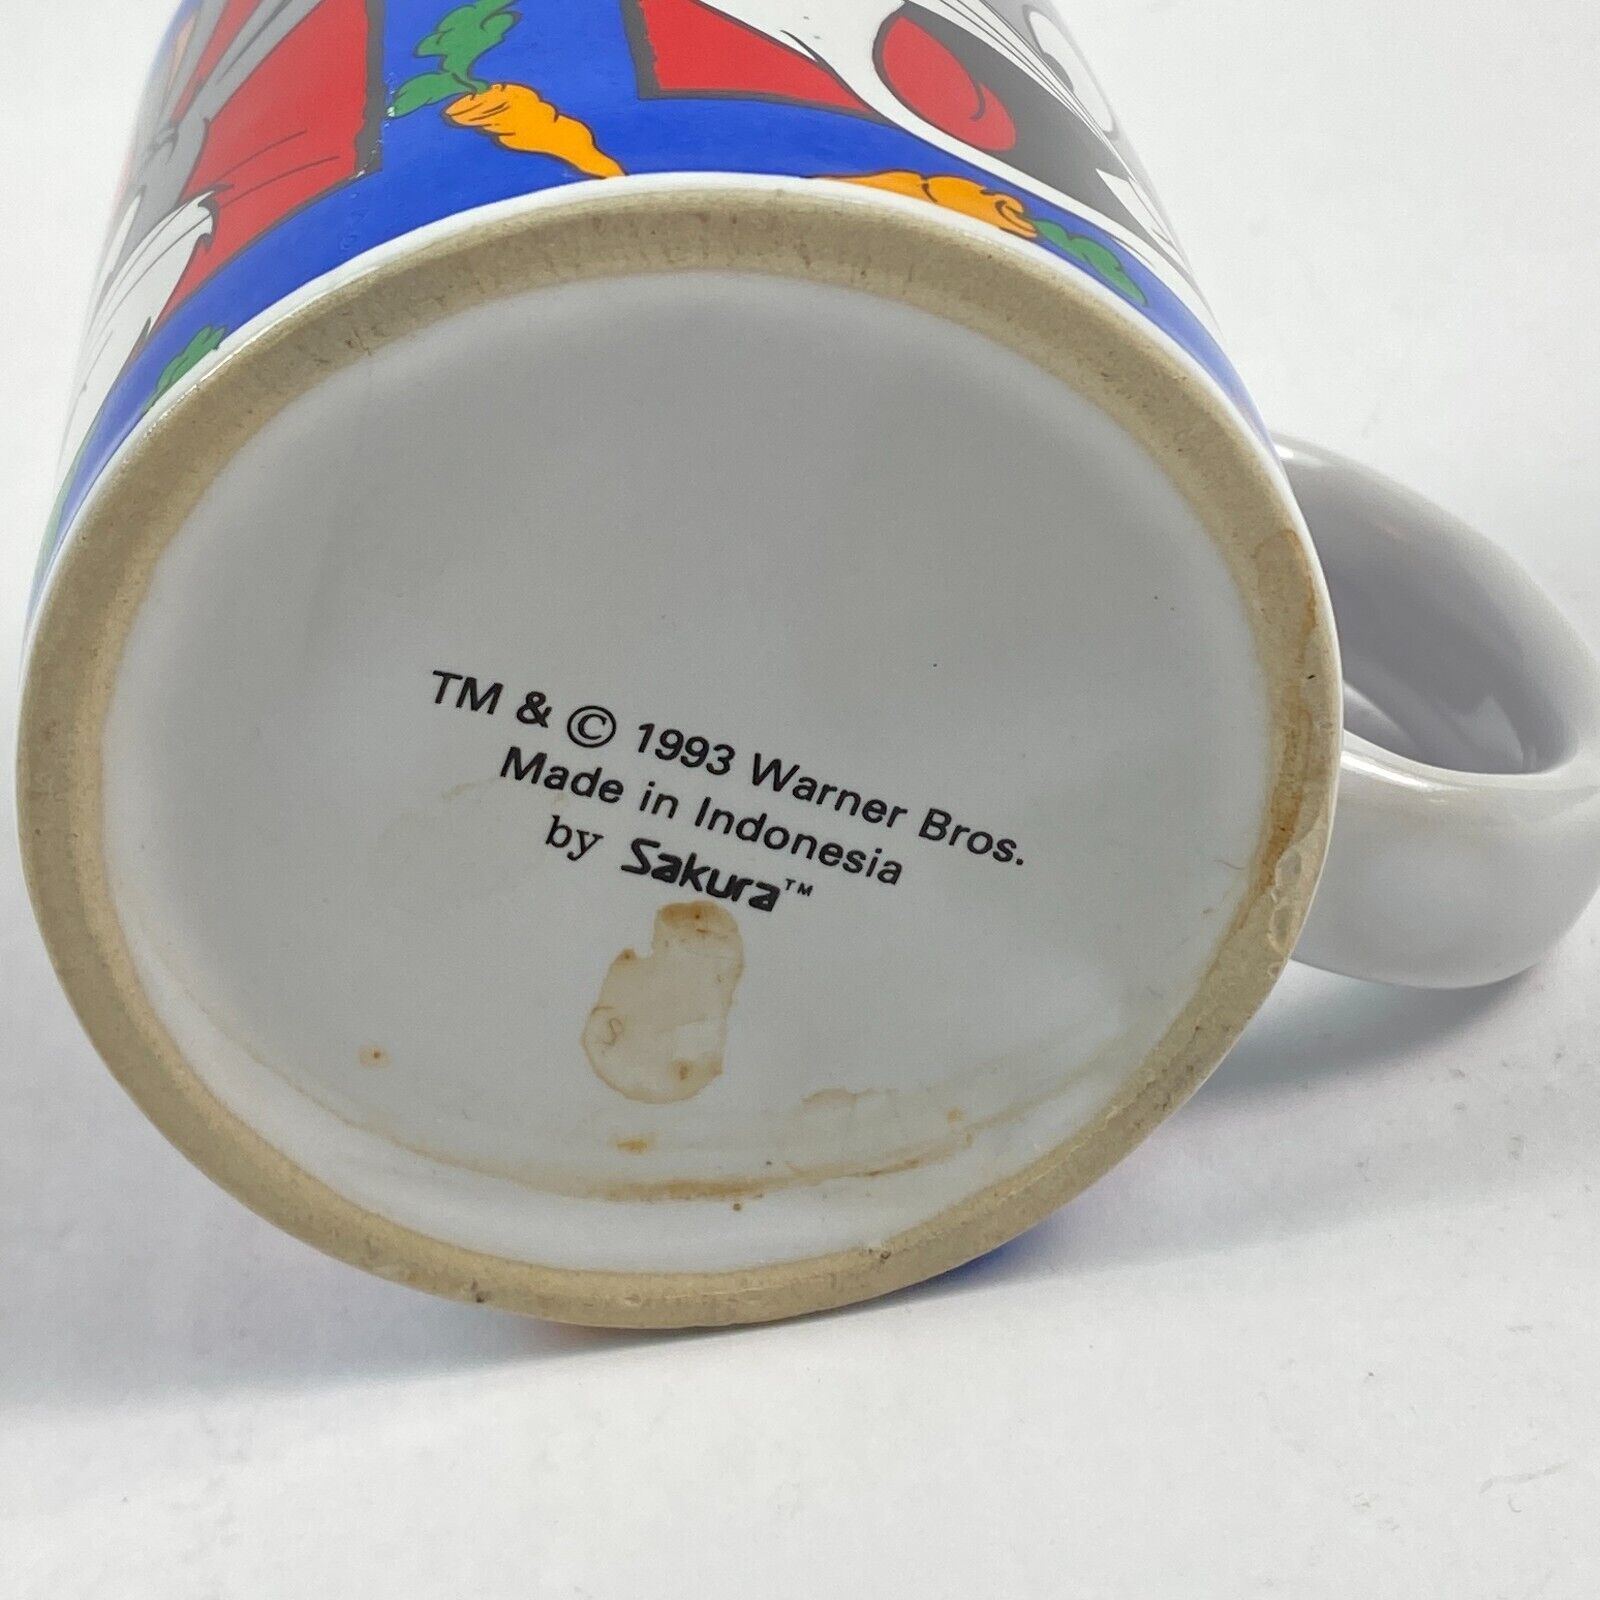 TM & © 1993 Warner Bros.
Made in Indonesia
by Sakura™